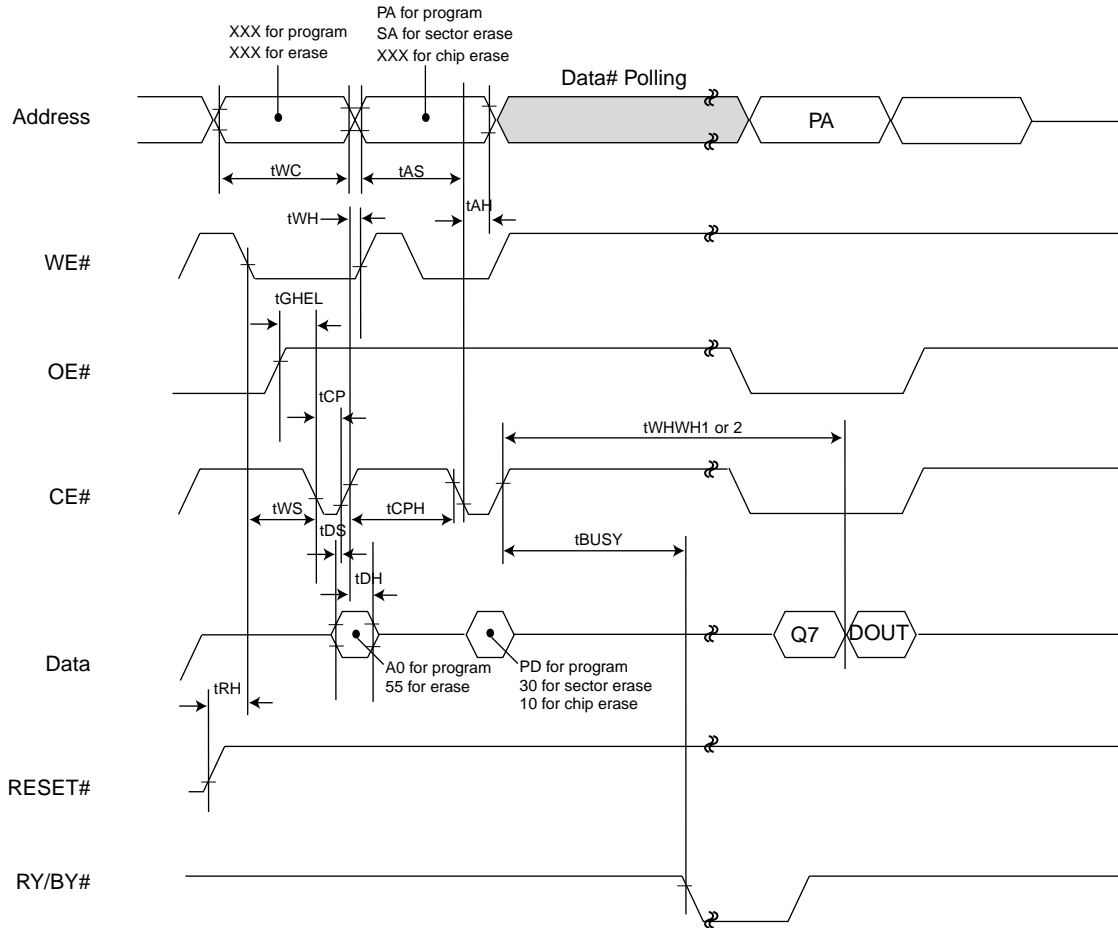 PA for program
SA for sector erase
XXX for chip erase
XXX for program
XXX for erase
Data# Polling
Address
PA
tWC
tAS
tAH
tWH
WE#
tGHEL
OE#
tCP
tWHWH1 or 2
CE#
tWS
tCPH
tDS
tBUSY
tDH
Q7
DOUT
Data
A0 for program
55 for erase
PD for program
30 for sector erase
10 for chip erase
tRH
RESET#
RY/BY#